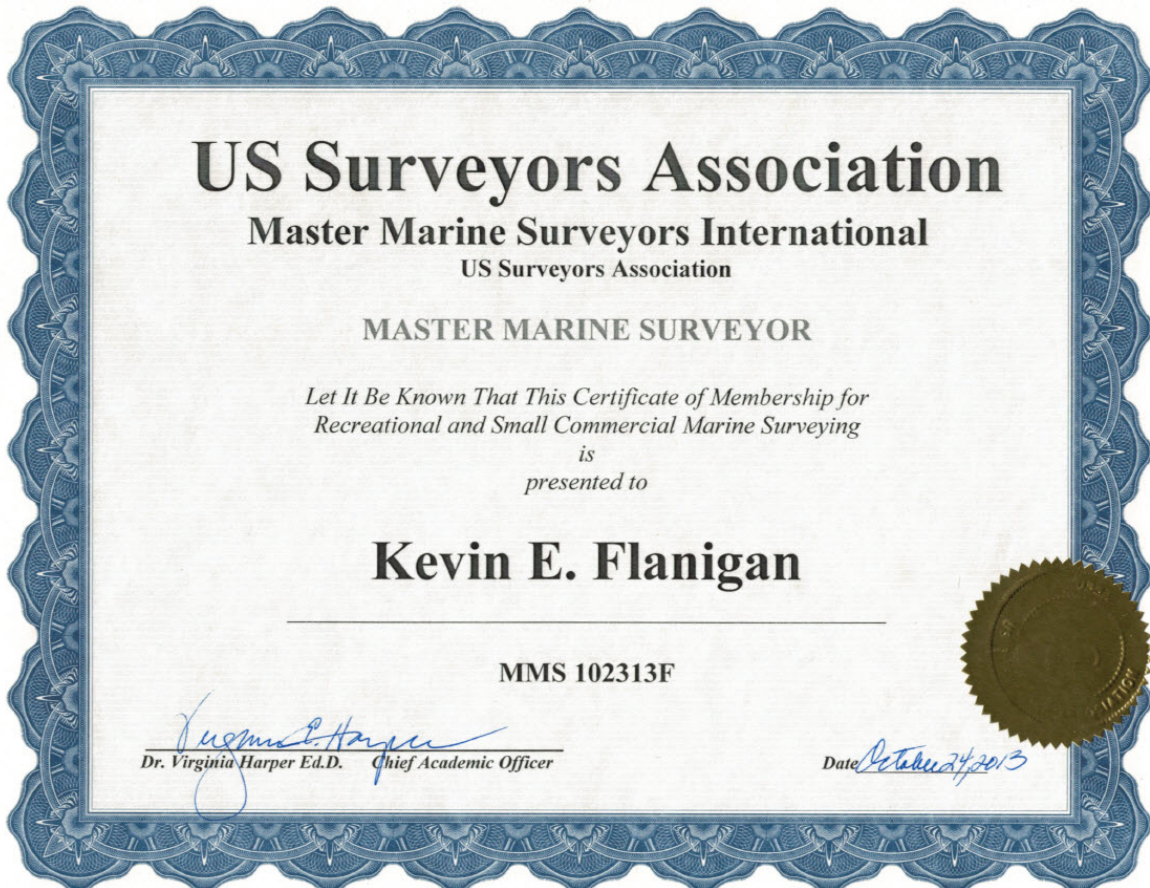 US Surveyors Association
Master Marine Surveyors International
US Surveyors Association
MASTER MARINE SURVEYOR
Let It Be Known That This Certificate of Membership for
Recreational and Small Commercial Marine Surveying
is
presented to
Kevin E. Flanigan
MMS 102313F
Virginia E. Harper
Dr. Virginia Harper Ed.D. Chief Academic Officer
Date October 24, 2013